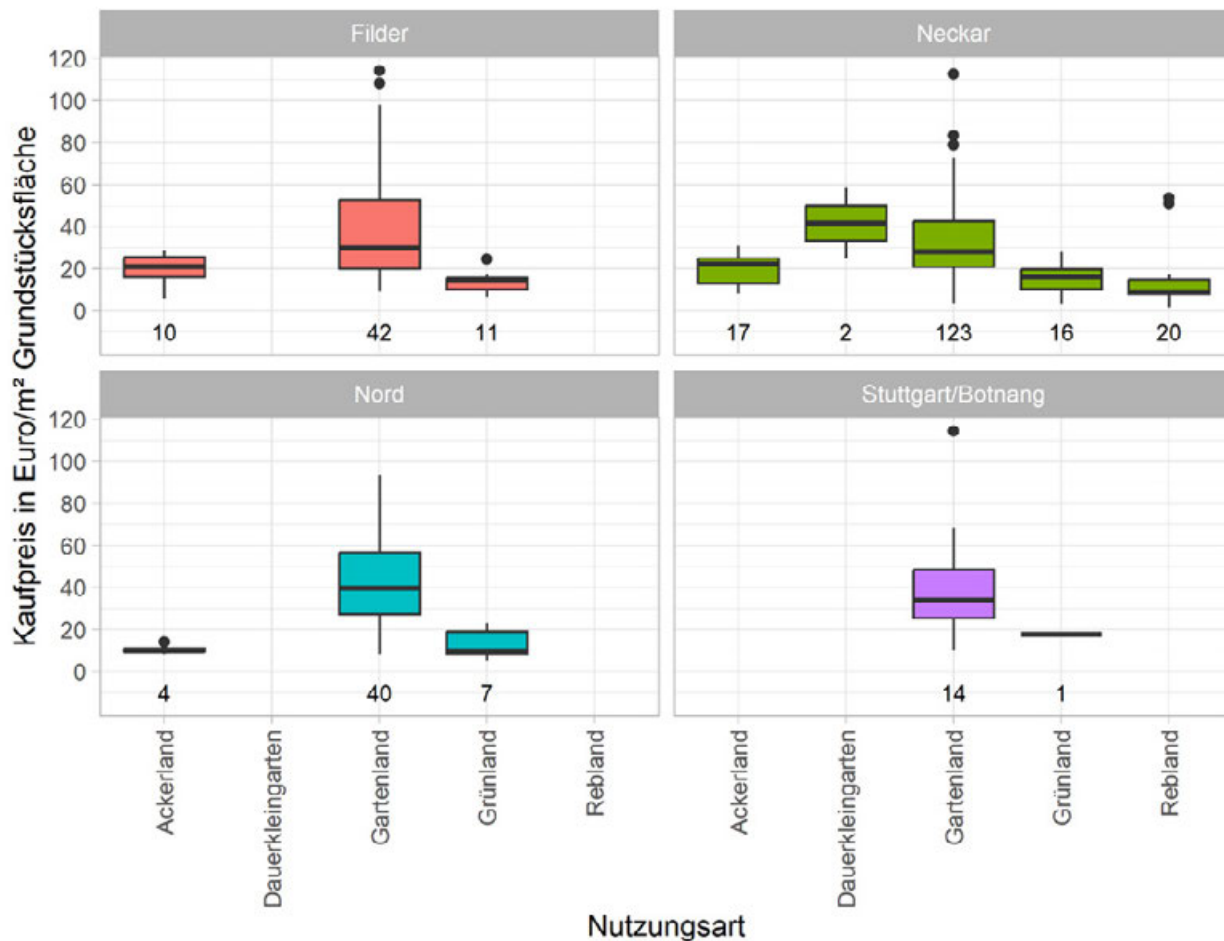 Filder
Neckar
Kaufpreis in Euro/m² Grundstücksfläche
120
100
80
60
40
20
0
10 42 11
17 2 123 16 20
Nord
Stuttgart/Botnang
120
100
80
60
40
20
0
4 40 7
14 1
Ackerland
Dauerkleingarten
Gartenland
Grünland
Rebland
Ackerland
Dauerkleingarten
Gartenland
Grünland
Rebland
Nutzungsart